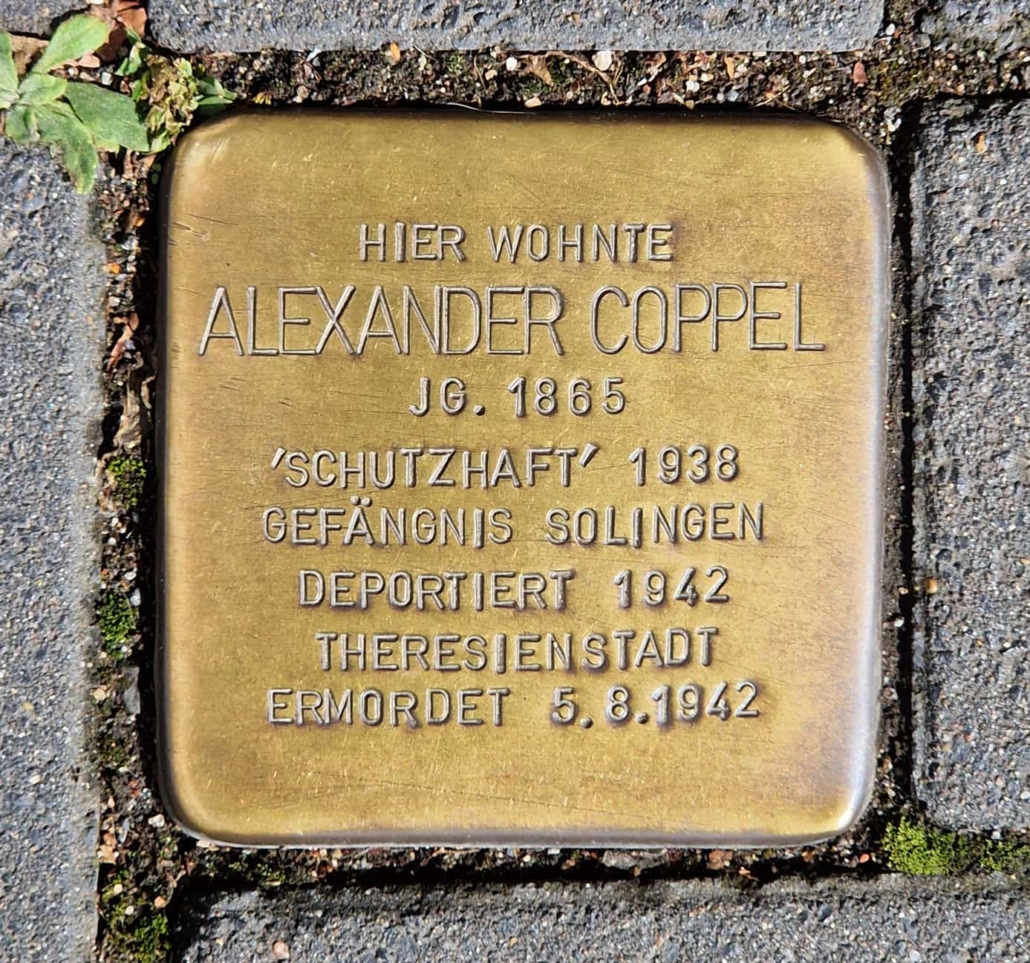 HIER WOHNTE
ALEXANDER COPPEL
JG. 1865
'SCHUTZHAFT' 1938
GEFÄNGNIS SOLINGEN
DEPORTIERT 1942
THERESIENSTADT
ERMORDET 5.8.1942